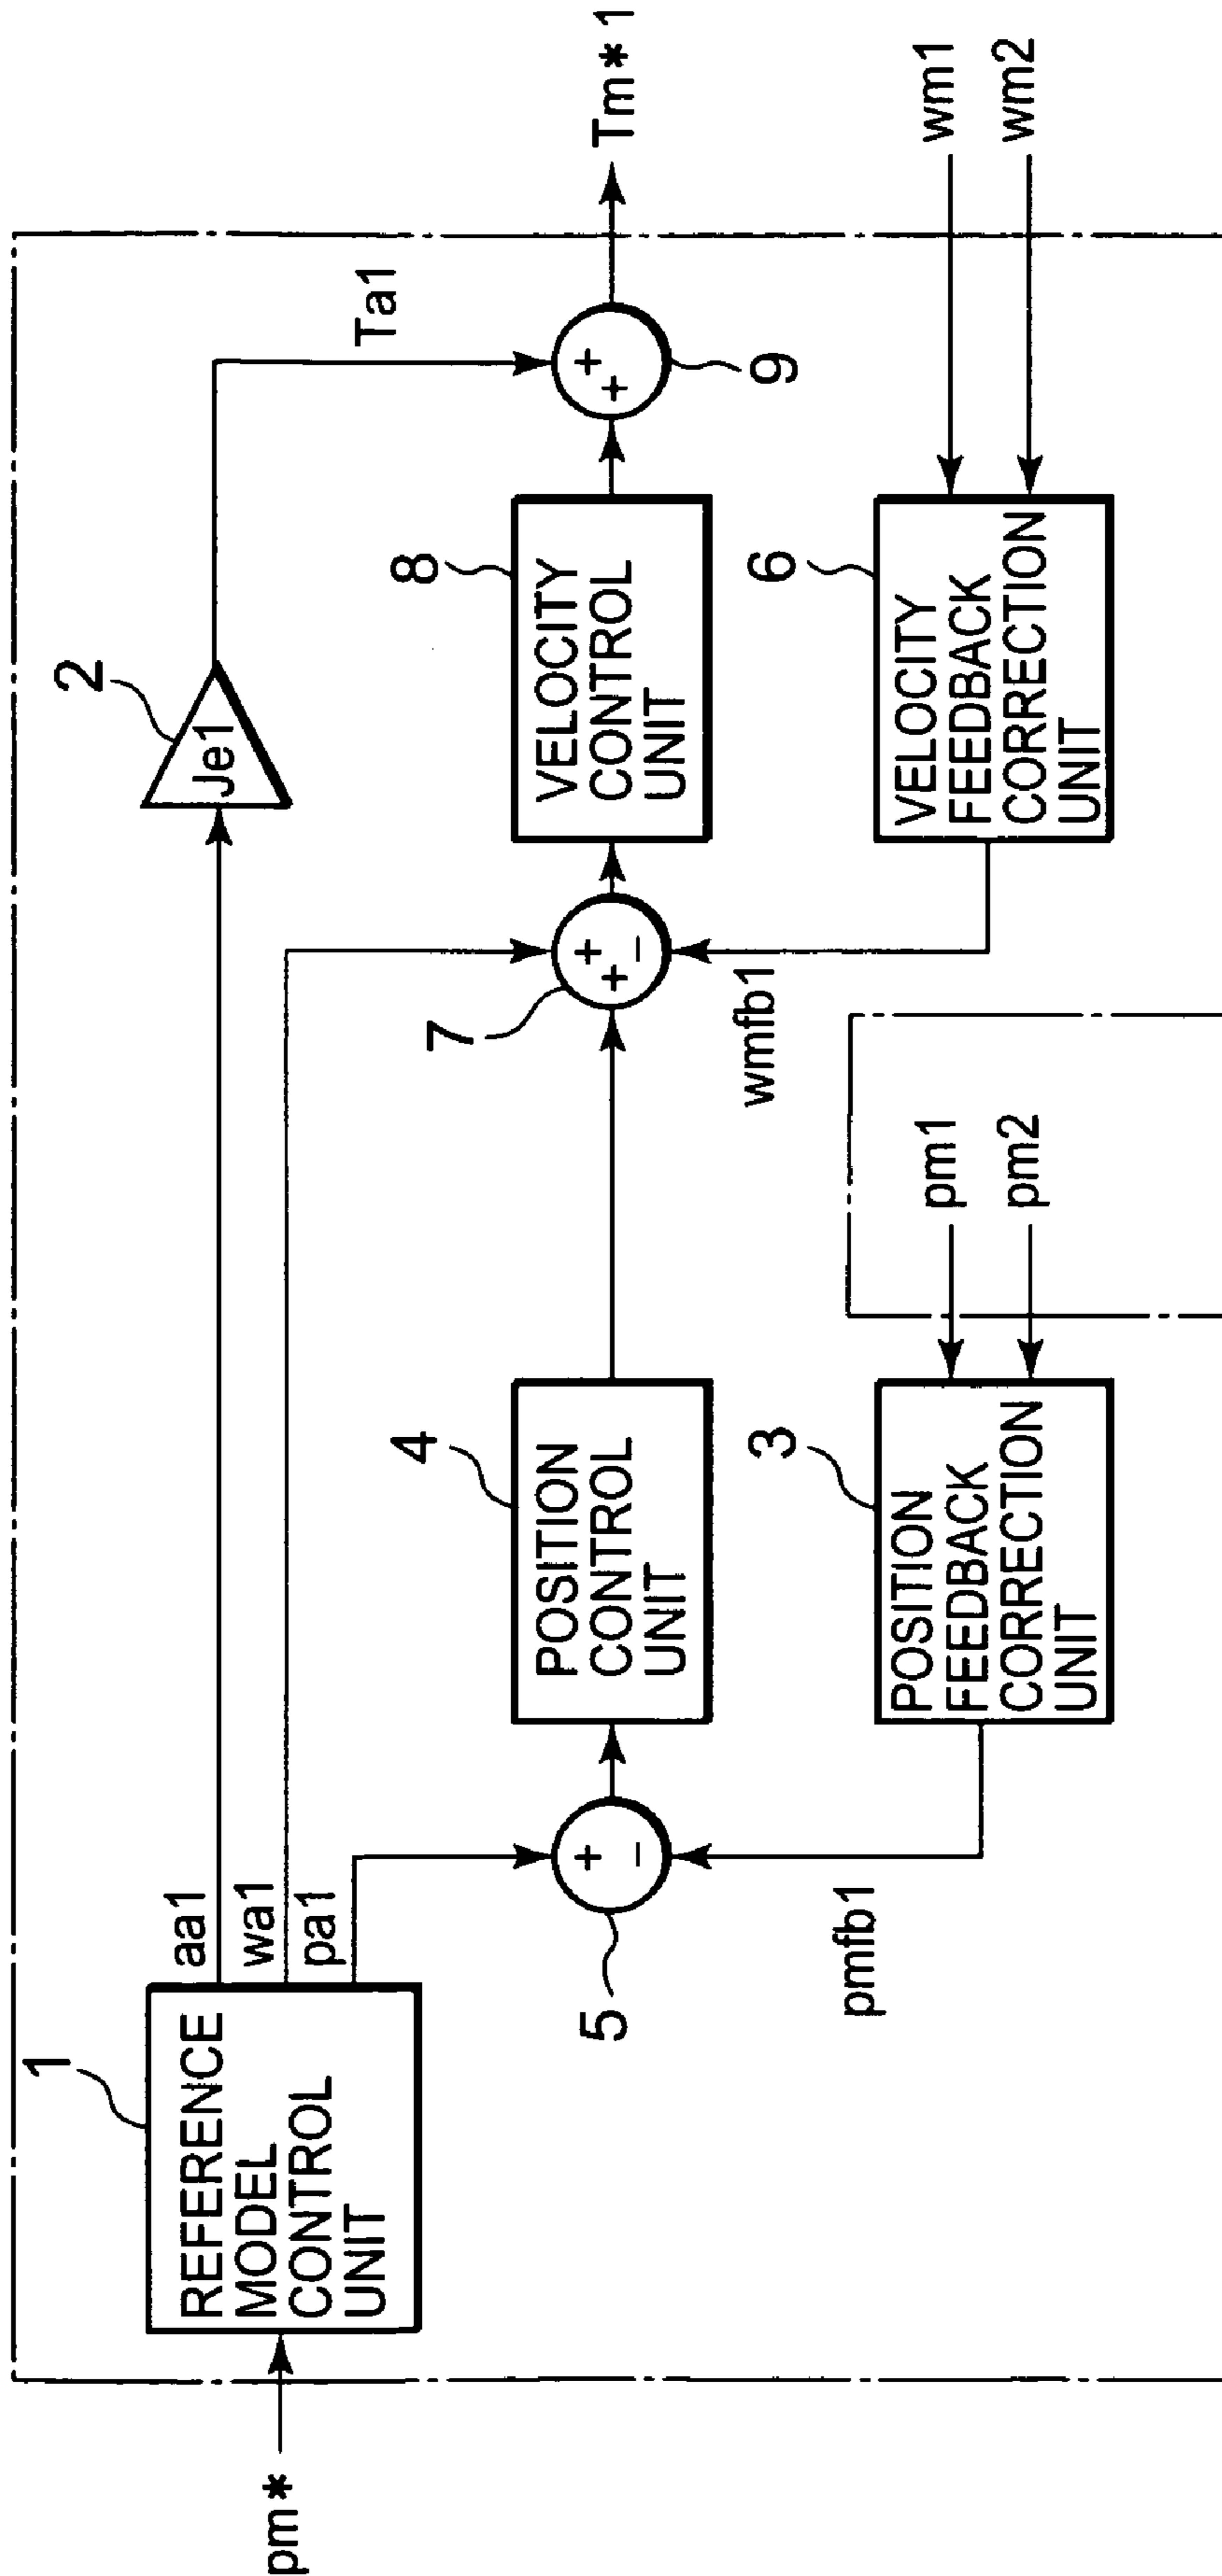 pm*
1
REFERENCE
MODEL
CONTROL
UNIT
aa1
wa1
pa1
2
Je1
Ta1
5
4
POSITION
CONTROL
UNIT
7
8
VELOCITY
CONTROL
UNIT
9
Tm*1
+
-
+
+
-
+
+
pmfb1
3
POSITION
FEEDBACK
CORRECTION
UNIT
pm1
pm2
wmfb1
6
VELOCITY
FEEDBACK
CORRECTION
UNIT
wm1
wm2